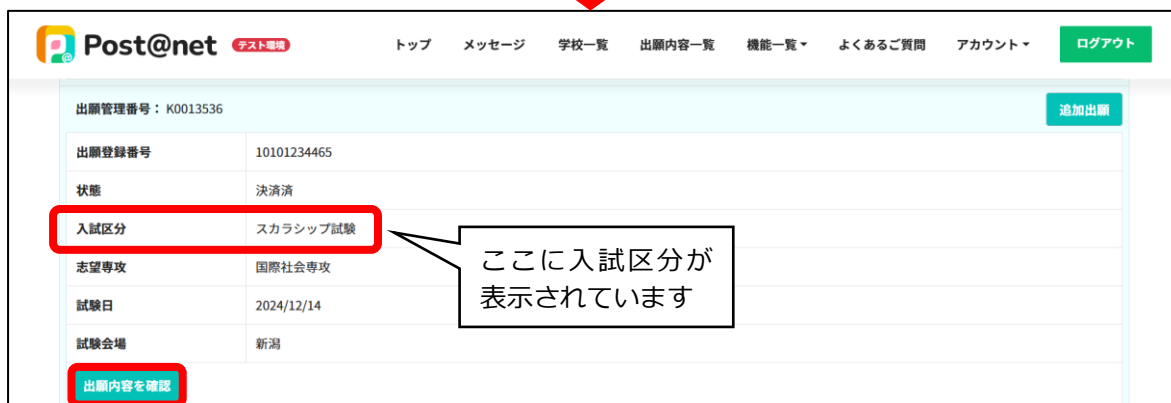 Post@net テスト環境 トップ メッセージ 学校一覧 出願内容一覧 機能一覧 よくあるご質問 アカウント ログアウト
出願管理番号： K0013536 追加出願
出願登録番号 10101234465
状態 決済済
入試区分 スカラシップ試験
ここに入試区分が
表示されています
志望専攻 国際社会専攻
試験日 2024/12/14
試験会場 新潟
出願内容を確認